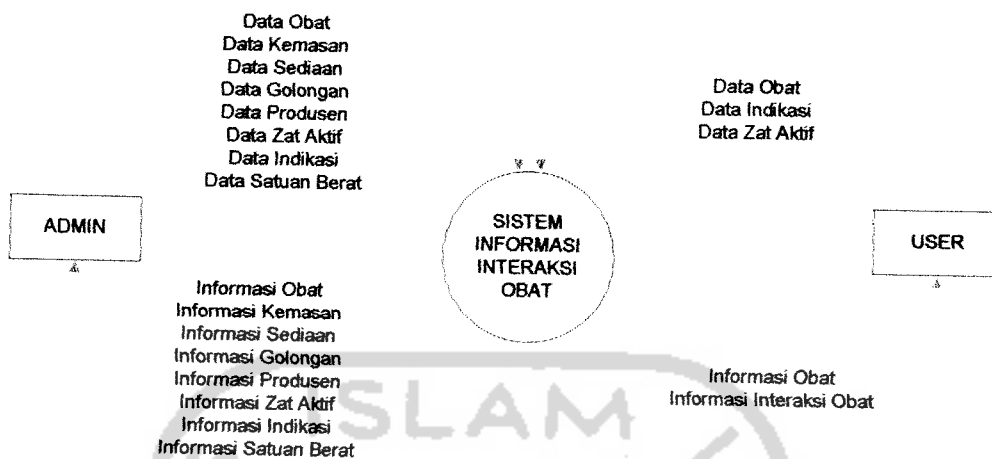 Data Obat
Data Kemasan
Data Sediaan
Data Golongan
Data Produsen
Data Zat Aktif
Data Indikasi
Data Satuan Berat
Data Obat
Data Indikasi
Data Zat Aktif
ADMIN
SISTEM
INFORMASI
INTERAKSI
OBAT
USER
Informasi Obat
Informasi Kemasan
Informasi Sediaan
Informasi Golongan
Informasi Produsen
Informasi Zat Aktif
Informasi Indikasi
Informasi Satuan Berat
Informasi Obat
Informasi Interaksi Obat
ISLAM